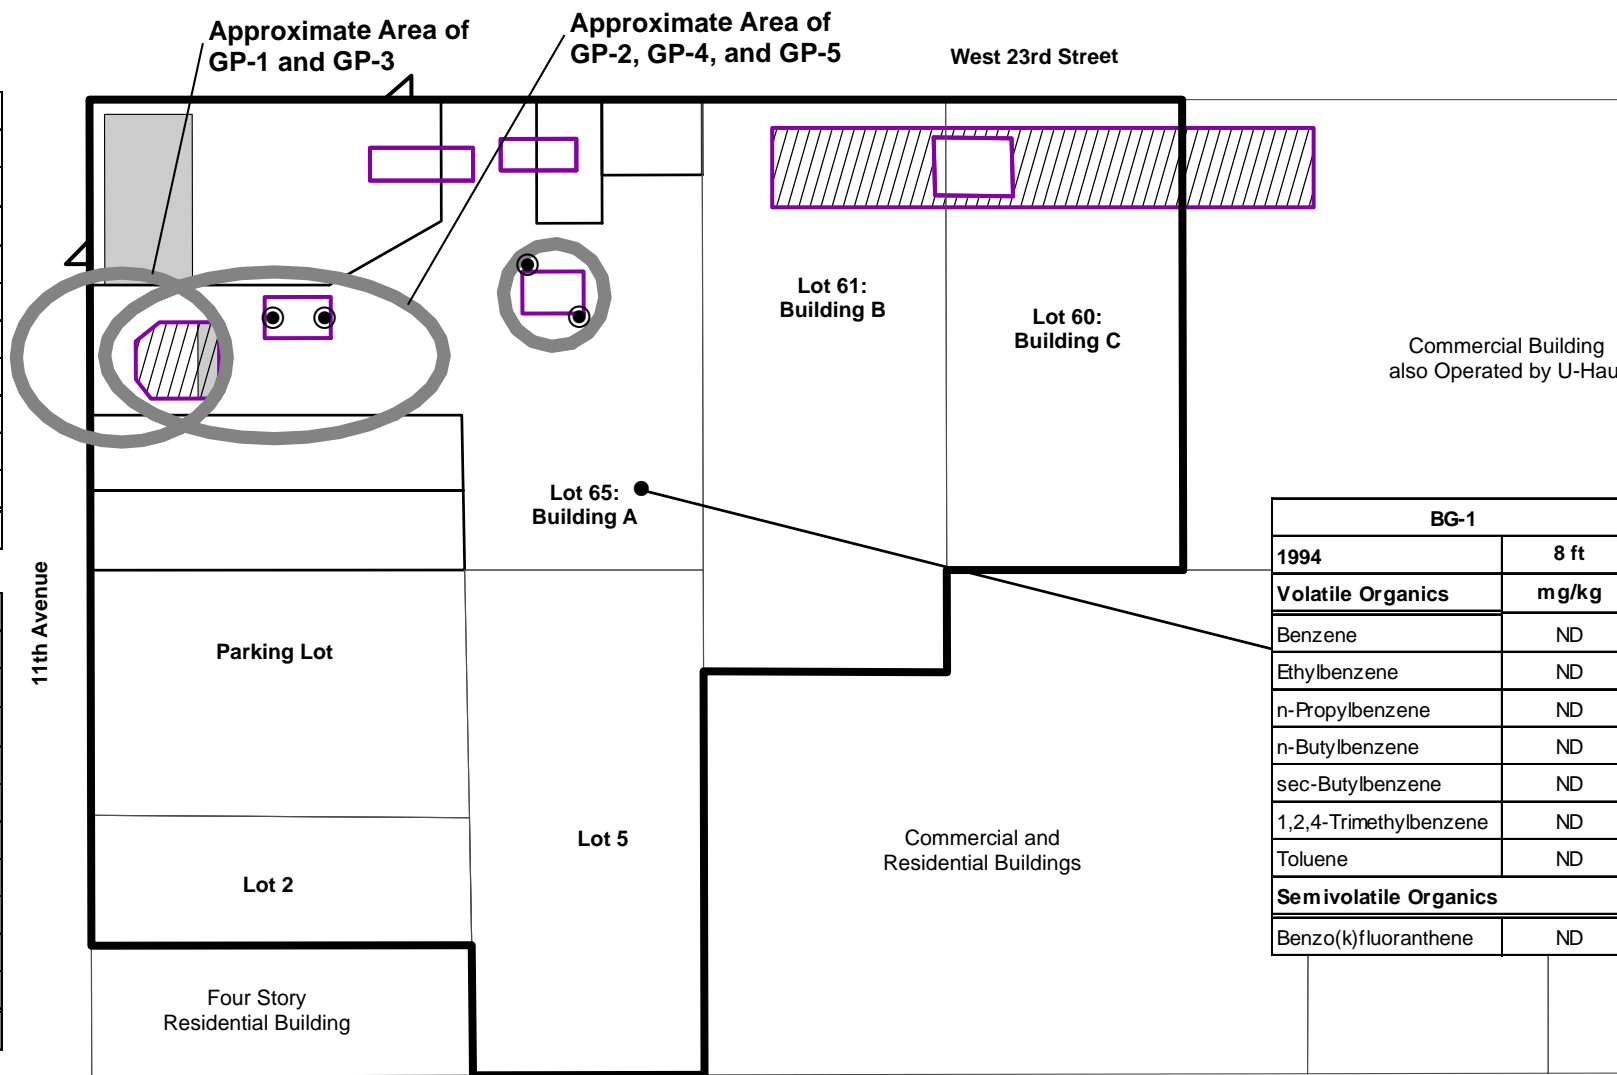 Approximate Area of
GP-1 and GP-3
Approximate Area of
GP-2, GP-4, and GP-5
West 23rd Street
Lot 61:
Building B
Lot 60:
Building C
Commercial Building
also Operated by U-Hau
Lot 65:
Building A
11th Avenue
Parking Lot
Lot 5
Lot 2
Commercial and
Residential Buildings
Four Story
Residential Building
BG-1
1994 8 ft
Volatile Organics mg/kg
Benzene ND
Ethylbenzene ND
n-Propylbenzene ND
n-Butylbenzene ND
sec-Butylbenzene ND
1,2,4-Trimethylbenzene ND
Toluene ND
Semivolatile Organics
Benzo(k)fluoranthene ND